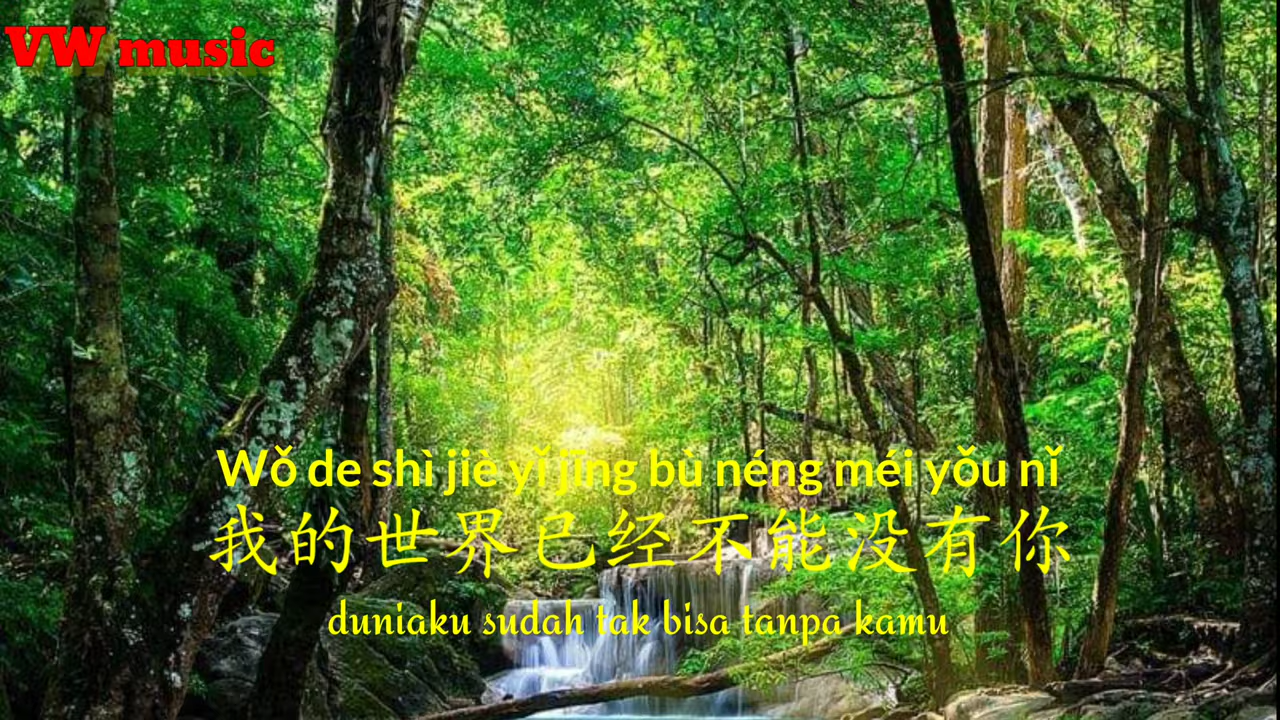 VW music
Wǒ de shì jiè yǐ jīng bù néng méi yǒu nǐ
我的世界已经不能没有你
duniaku sudah tak bisa tanpa kamu